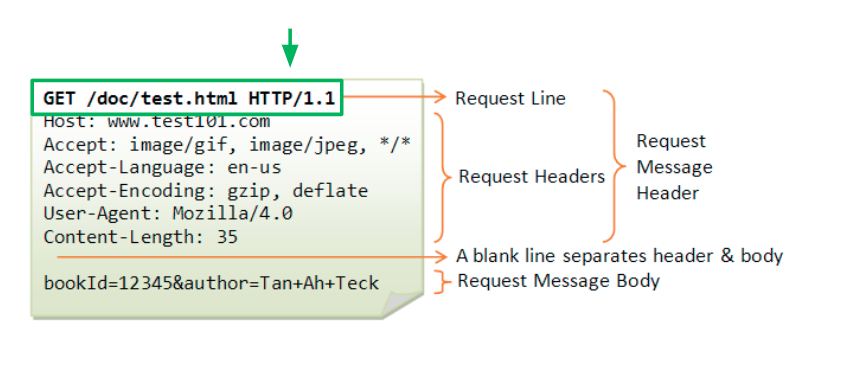 GET /doc/test.html HTTP/1.1
Request Line
Host: www.test101.com
Accept: image/gif, image/jpeg, */*
Accept-Language: en-us
Accept-Encoding: gzip, deflate
User-Agent: Mozilla/4.0
Content-Length: 35
Request Headers
Request
Message
Header
A blank line separates header & body
bookId=12345&author=Tan+Ah+Teck
Request Message Body